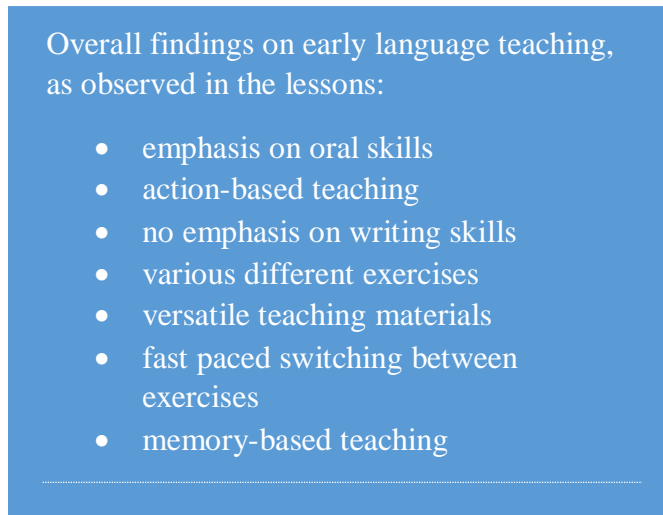 Overall findings on early language teaching,
as observed in the lessons:
• emphasis on oral skills
• action-based teaching
• no emphasis on writing skills
• various different exercises
• versatile teaching materials
• fast paced switching between
exercises
• memory-based teaching